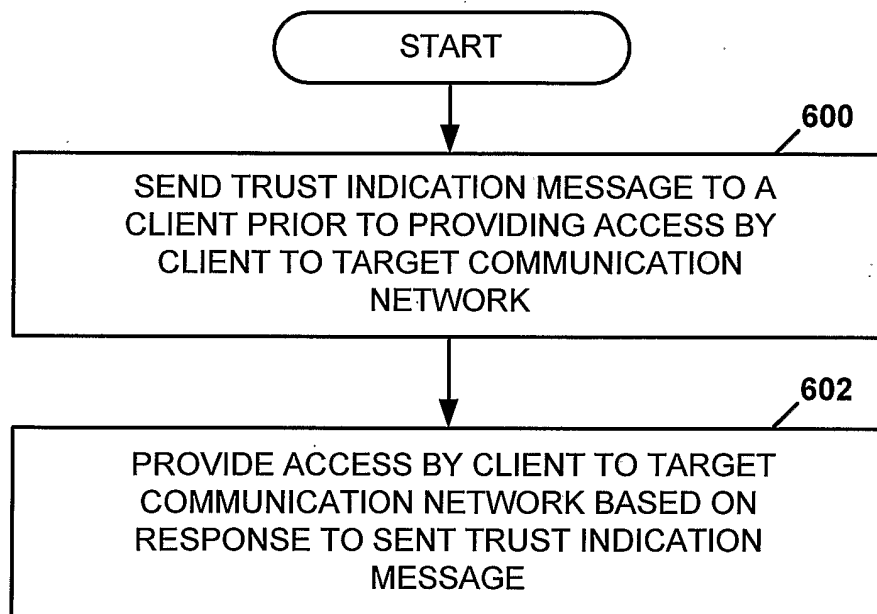 START
600
SEND TRUST INDICATION MESSAGE TO A
CLIENT PRIOR TO PROVIDING ACCESS BY
CLIENT TO TARGET COMMUNICATION
NETWORK
602
PROVIDE ACCESS BY CLIENT TO TARGET
COMMUNICATION NETWORK BASED ON
RESPONSE TO SENT TRUST INDICATION
MESSAGE